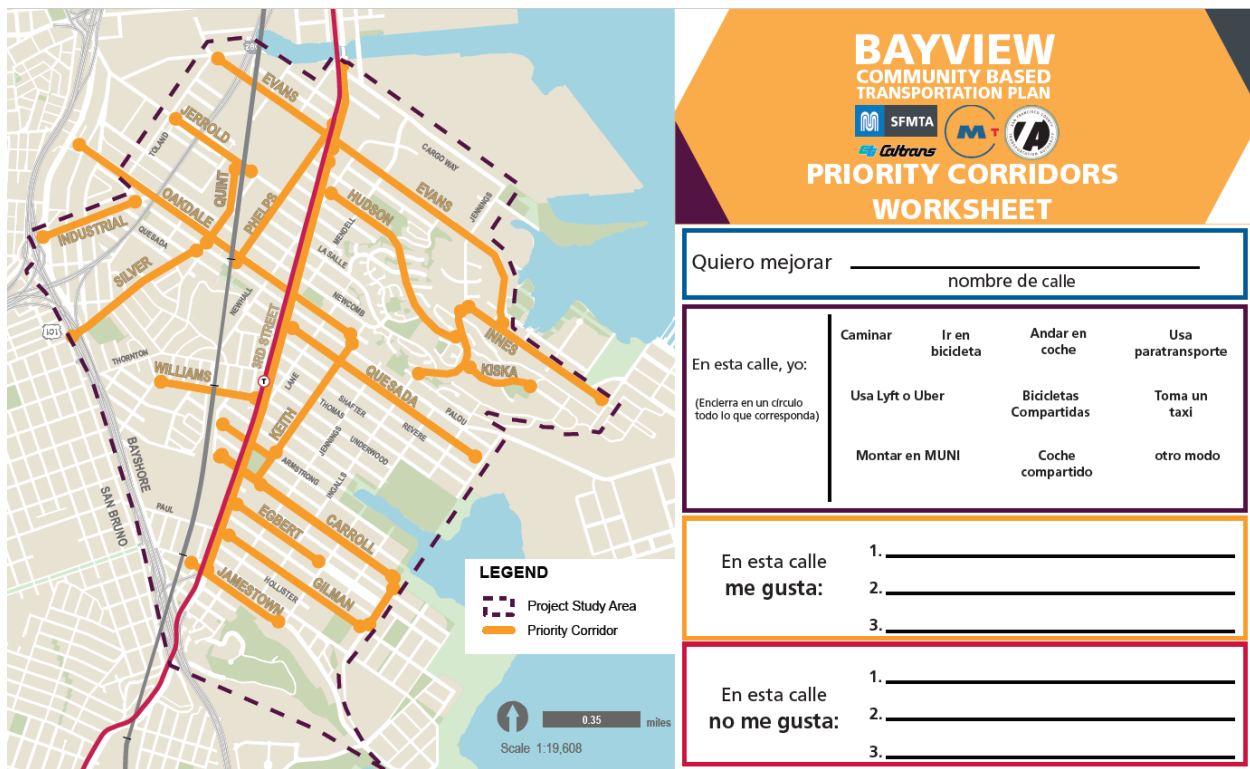 280
EVANS
JERROLD
TOLAND
CARGO WAY
QUINT
OAKDALE
PHELPS
HUDSON
EVANS
JENNINGS
INDUSTRIAL
QUESADA
MENDELL
LA SALLE
SILVER
NEWHALL
NEWCOMB
101
3RD STREET
INNES
THORNTON
WILLIAMS
T
LAKE
QUESADA
KISKA
KEITH
THOMAS
SHAFTER
PALOU
REVERE
JENNINGS
UNDERWOOD
BAYSHORE
ARMSTRONG
INGALLS
SAN BRUNO
PAUL
EGBERT
CARROLL
JAMESTOWN
HOLLISTER
GILMAN
LEGEND
Project Study Area
Priority Corridor
0.35 miles
Scale 1:19,608
BAYVIEW
COMMUNITY BASED
TRANSPORTATION PLAN
SFMTA
Caltrans
MT
TA
PRIORITY CORRIDORS
WORKSHEET
Quiero mejorar
nombre de calle
En esta calle, yo:
(Encierra en un círculo
todo lo que corresponda)
Caminar
Ir en
bicicleta
Andar en
coche
Usa
paratransporte
Usa Lyft o Uber
Bicicletas
Compartidas
Toma un
taxi
Montar en MUNI
Coche
compartido
otro modo
En esta calle
me gusta:
1.
2.
3.
En esta calle
no me gusta:
1.
2.
3.